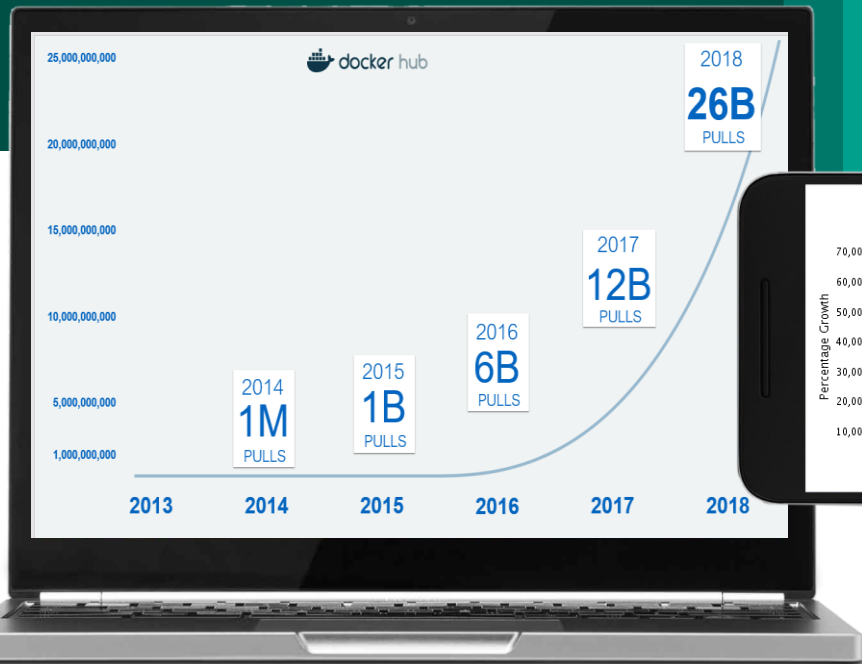 docker hub
25,000,000,000
20,000,000,000
15,000,000,000
10,000,000,000
5,000,000,000
1,000,000,000
2014
1M
PULLS
2015
1B
PULLS
2016
6B
PULLS
2017
12B
PULLS
2018
26B
PULLS
2013 2014 2015 2016 2017 2018
Percentage Growth
70,00
60,00
50,00
40,00
30,00
20,00
10,00